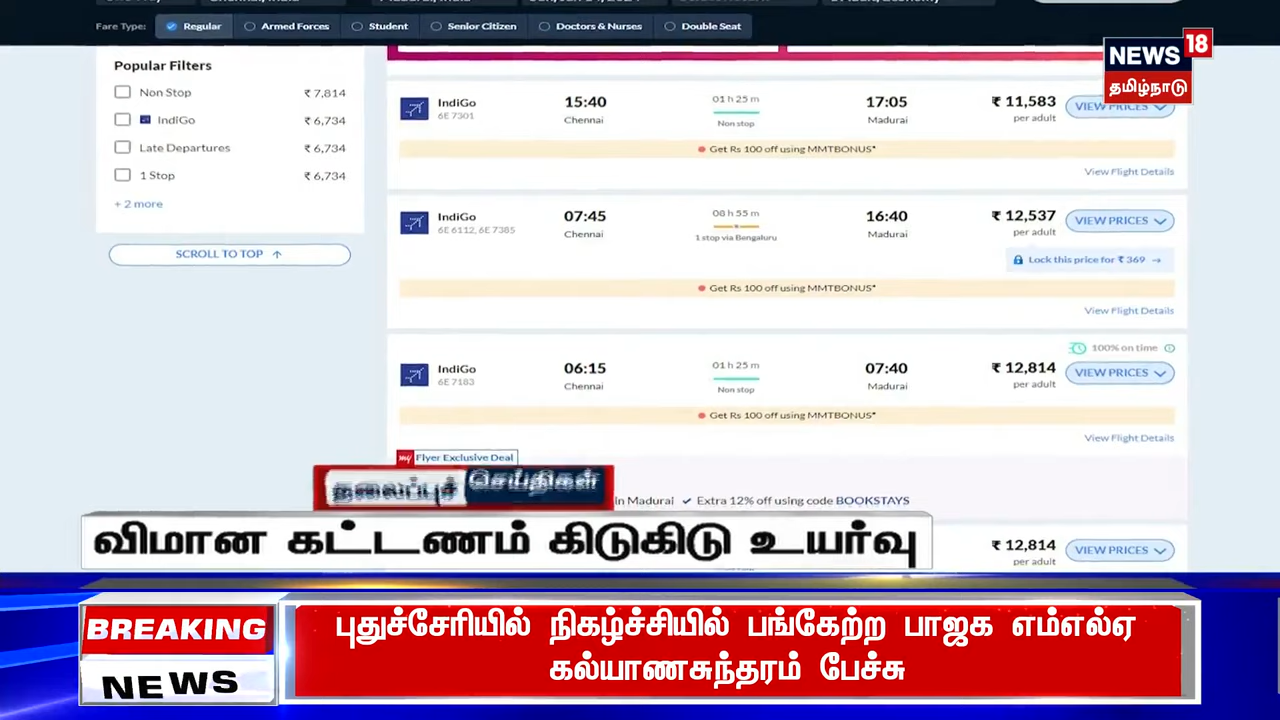 Fare Type: Regular Armed Forces Student Senior Citizen Doctors & Nurses Double Seat
NEWS 18
தமிழ்நாடு
Popular Filters
Non Stop ₹ 7,814
IndiGo ₹ 6,734
Late Departures ₹ 6,734
1 Stop ₹ 6,734
+ 2 more
SCROLL TO TOP ↑
IndiGo 15:40 01 h 25 m 17:05 ₹ 11,583 VIEW PRICES
6E 7301 Chennai Non stop Madurai per adult
Get Rs 100 off using MMTBONUS*
View Flight Details
IndiGo 07:45 08 h 55 m 16:40 ₹ 12,537 VIEW PRICES
6E 6112, 6E 7385 Chennai 1 stop via Bengaluru Madurai per adult
Lock this price for ₹ 369 →
Get Rs 100 off using MMTBONUS*
View Flight Details
100% on time
IndiGo 06:15 01 h 25 m 07:40 ₹ 12,814 VIEW PRICES
6E 7183 Chennai Non stop Madurai per adult
Get Rs 100 off using MMTBONUS*
View Flight Details
my Flyer Exclusive Deal
in Madurai ✓ Extra 12% off using code BOOKSTAYS
தலைப்புச் செய்திகள்
விமான கட்டணம் கிடுகிடு உயர்வு
₹ 12,814 VIEW PRICES
per adult
BREAKING
NEWS
புதுச்சேரியில் நிகழ்ச்சியில் பங்கேற்ற பாஜக எம்எல்ஏ
கல்யாணசுந்தரம் பேச்சு